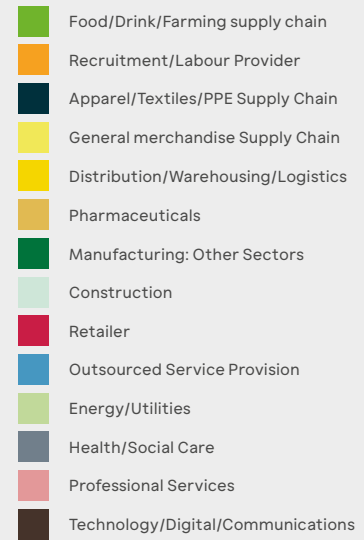 Food/Drink/Farming supply chain
Recruitment/Labour Provider
Apparel/Textiles/PPE Supply Chain
General merchandise Supply Chain
Distribution/Warehousing/Logistics
Pharmaceuticals
Manufacturing: Other Sectors
Construction
Retailer
Outsourced Service Provision
Energy/Utilities
Health/Social Care
Professional Services
Technology/Digital/Communications